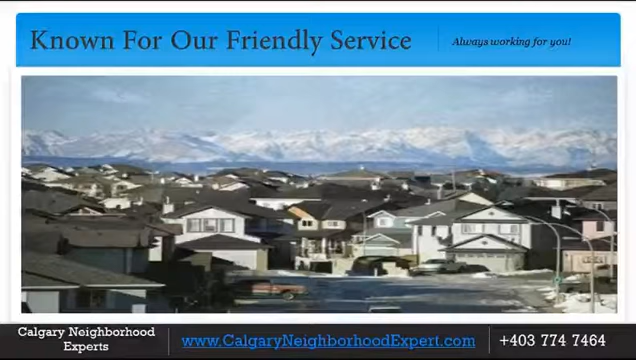 Known For Our Friendly Service
Always working for you!
Calgary Neighborhood
Experts
www.CalgaryNeighborhoodExpert.com
+403 774 7464